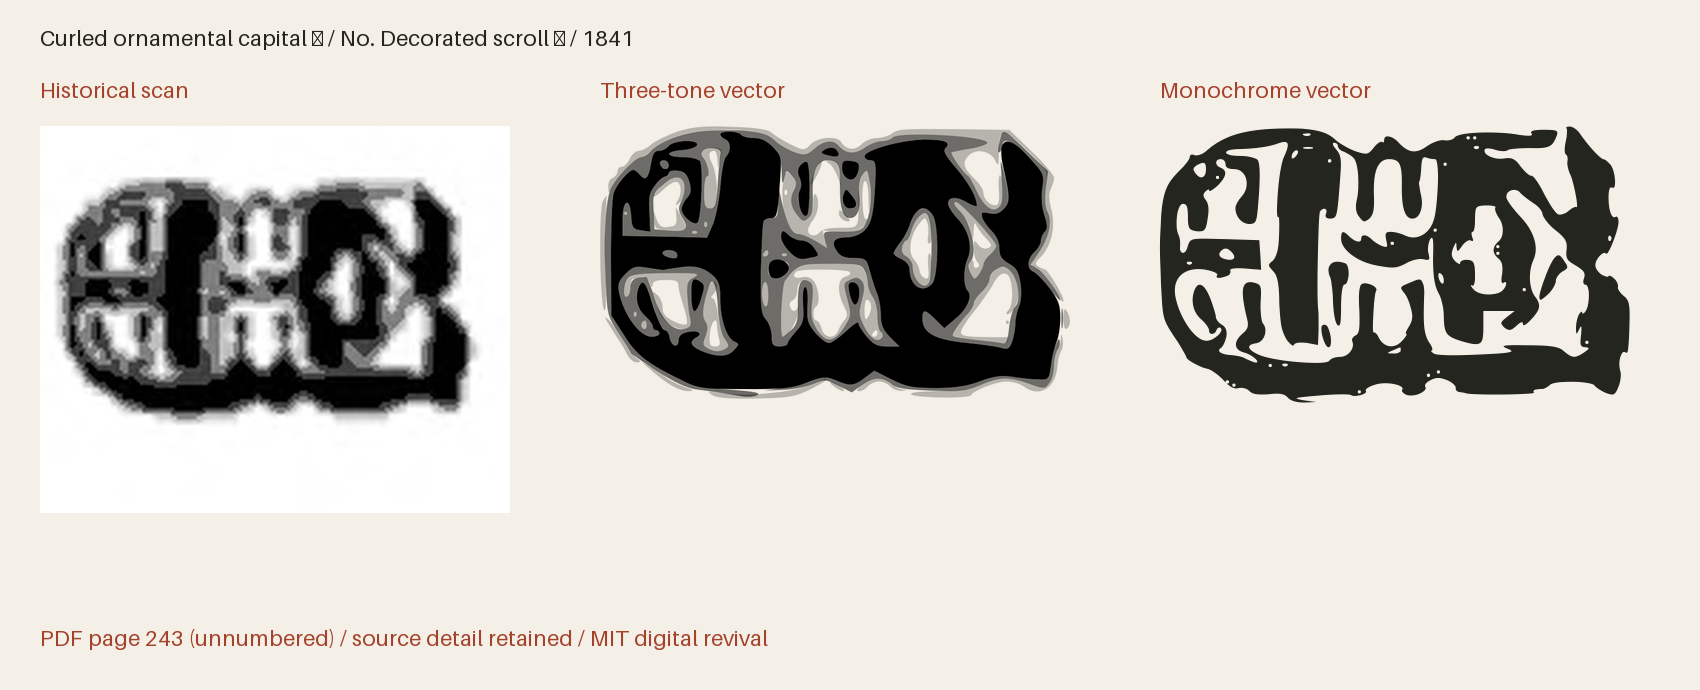 Curled ornamental capital / No. Decorated scroll / 1841
Historical scan
Three-tone vector
Monochrome vector
PDF page 243 (unnumbered) / source detail retained / MIT digital revival